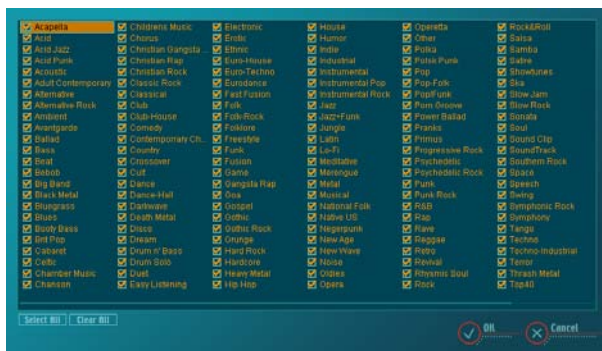 Acapella
Acid
Acid Jazz
Acid Punk
Acoustic
Adult Contemporary
Alternative
Alternative Rock
Ambient
Avantgarde
Ballad
Bass
Beat
Bebob
Big Band
Black Metal
Bluegrass
Blues
Booty Bass
Brit Pop
Cabaret
Celtic
Chamber Music
Chanson
Childrens Music
Chorus
Christian Gangsta ...
Christian Rap
Christian Rock
Classic Rock
Classical
Club
Club-House
Comedy
Contemporrary Ch...
Country
Crossover
Cult
Dance
Dance-Hall
Darkwave
Death Metal
Disco
Dream
Drum n' Bass
Drum Solo
Duet
Easy Listening
Electronic
Erotic
Ethnic
Euro-House
Euro-Techno
Eurodance
Fast Fusion
Folk
Folk-Rock
Folklore
Freestyle
Funk
Fusion
Game
Gangsta Rap
Goa
Gospel
Gothic
Gothic Rock
Grunge
Hard Rock
Hardcore
Heavy Metal
Hip Hop
House
Humor
Indie
Industrial
Instrumental
Instrumental Pop
Instrumental Rock
Jazz
Jazz+Funk
Jungle
Latin
Lo-Fi
Meditative
Merengue
Metal
Musical
National Folk
Native US
Negerpunk
New Age
New Wave
Noise
Oldies
Opera
Operetta
Other
Polka
Polsk Punk
Pop
Pop-Folk
Pop/Funk
Porn Groove
Power Ballad
Pranks
Primus
Progressive Rock
Psychedelic
Psychedelic Rock
Punk
Punk Rock
R&B
Rap
Rave
Reggae
Retro
Revival
Rhysmic Soul
Rock
Rock&Roll
Salsa
Samba
Satire
Showtunes
Ska
Slow Jam
Slow Rock
Sonata
Soul
Sound Clip
SoundTrack
Southern Rock
Space
Speech
Swing
Symphonic Rock
Symphony
Tango
Techno
Techno-Industrial
Terror
Thrash Metal
Top40
Select All Clear All
OK Cancel